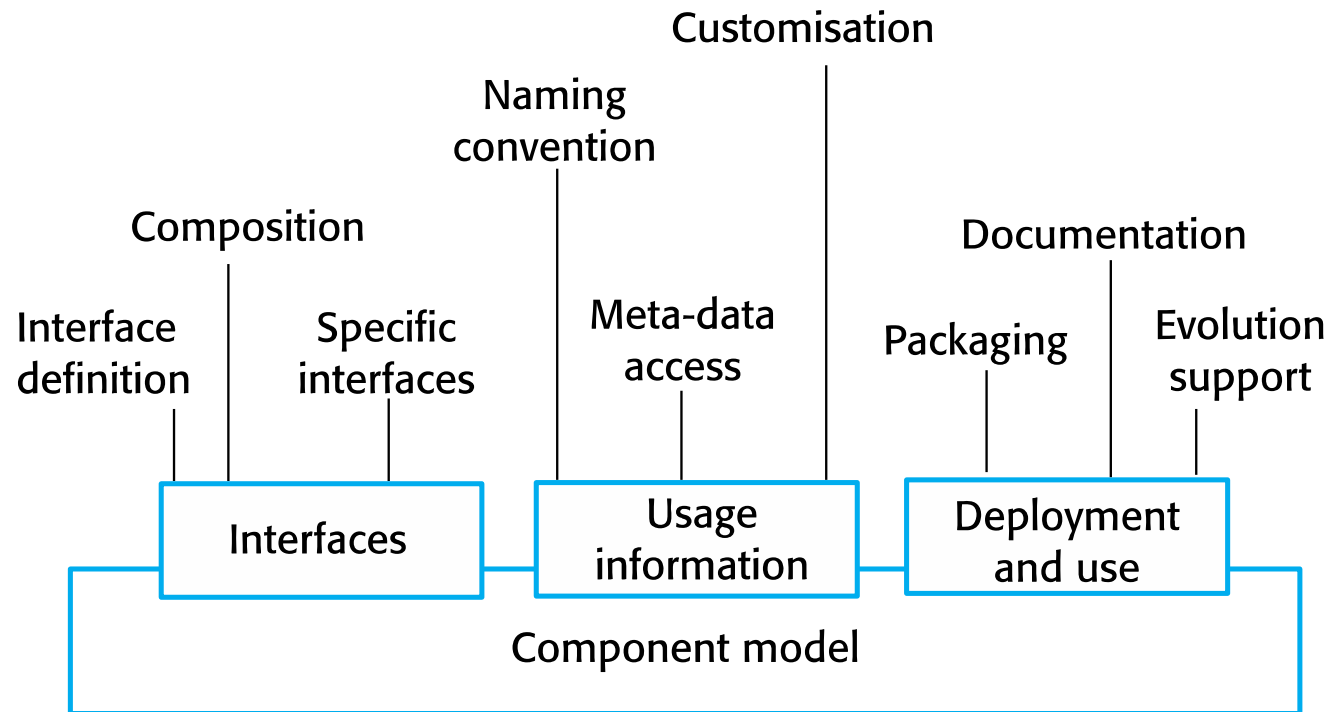 Customisation
Naming
convention
Composition
Documentation
Interface
definition
Specific
interfaces
Meta-data
access
Packaging
Evolution
support
Interfaces
Usage
information
Deployment
and use
Component model